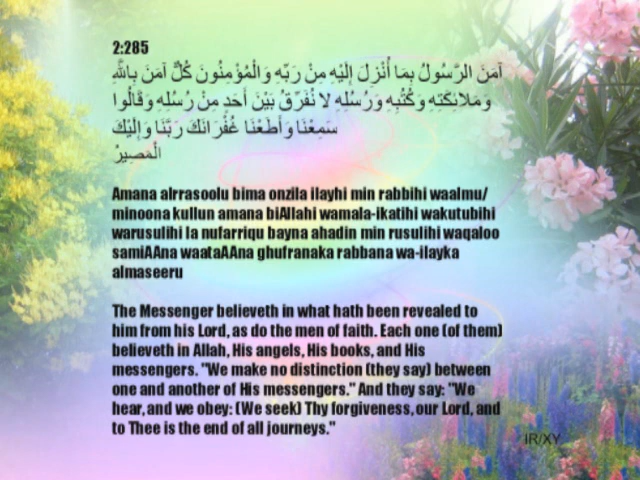 2:285
آمَنَ الرَّسُولُ بِمَا أُنْزِلَ إِلَيْهِ مِنْ رَبِّهِ وَالْمُؤْمِنُونَ كُلٌّ آمَنَ بِاللَّهِ
وَمَلَائِكَتِهِ وَكُتُبِهِ وَرُسُلِهِ لَا نُفَرِّقُ بَيْنَ أَحَدٍ مِنْ رُسُلِهِ وَقَالُوا
سَمِعْنَا وَأَطَعْنَا غُفْرَانَكَ رَبَّنَا وَإِلَيْكَ
الْمَصِيرُ
Amana alrrasoolu bima onzila ilayhi min rabbihi waalmu/
minoona kullun amana biAllahi wamala-ikatihi wakutubihi
warusulihi la nufarriqu bayna ahadin min rusulihi waqaloo
samiAAna waataAAna ghufranaka rabbana wa-ilayka
almaseeru
The Messenger believeth in what hath been revealed to
him from his Lord, as do the men of faith. Each one (of them)
believeth in Allah, His angels, His books, and His
messengers. "We make no distinction (they say) between
one and another of His messengers." And they say: "We
hear, and we obey: (We seek) Thy forgiveness, our Lord, and
to Thee is the end of all journeys."
IR/XY